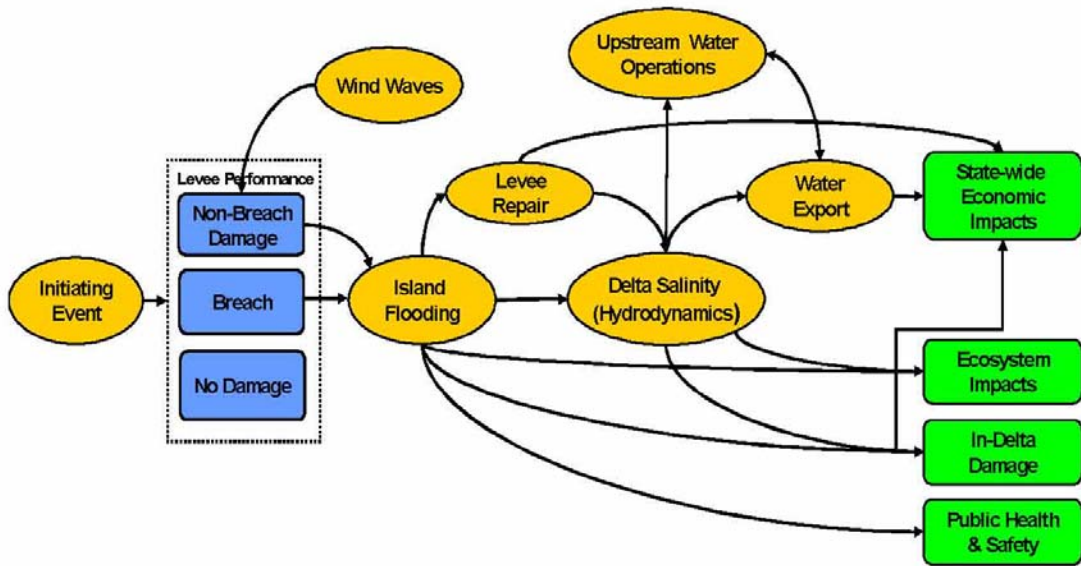 Upstream Water
Operations
Wind Waves
Levee Performance
Non-Breach
Damage
Levee
Repair
Water
Export
State-wide
Economic
Impacts
Initiating
Event
Breach
Island
Flooding
Delta Salinity
(Hydrodynamics)
No Damage
Ecosystem
Impacts
In-Delta
Damage
Public Health
& Safety